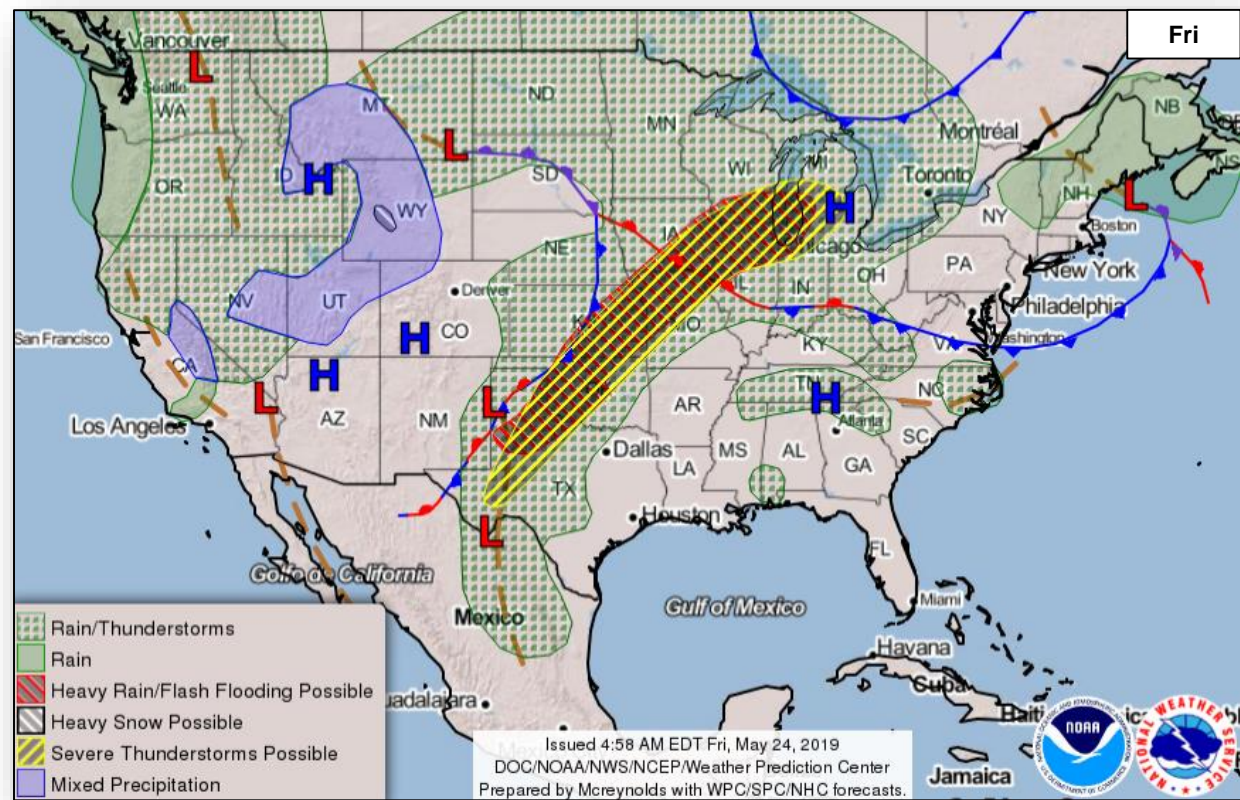 Fri
Vancouver
L
Seattle
WA
MT
ND
MN
Montréal
NB
NS
L
OR
ID
H
SD
WI
MI
Toronto
NH
L
WY
H
NY
Boston
NE
IA
Chicago
OH
PA
New York
Denver
NV
UT
IN
Philadelphia
San Francisco
CO
H
MO
KY
VA
Washington
CA
H
TN
H
NC
L
AZ
NM
L
AR
Atlanta
SC
Los Angeles
Dallas
MS
AL
GA
LA
TX
Houston
L
FL
Golfo de California
Gulf of Mexico
Miami
Mexico
Havana
Cuba
Rain/Thunderstorms
Rain
Heavy Rain/Flash Flooding Possible
Heavy Snow Possible
Severe Thunderstorms Possible
Mixed Precipitation
uadalajara
Jamaica
Issued 4:58 AM EDT Fri, May 24, 2019
DOC/NOAA/NWS/NCEP/Weather Prediction Center
Prepared by Mcreynolds with WPC/SPC/NHC forecasts.
NOAA
NATIONAL WEATHER SERVICE